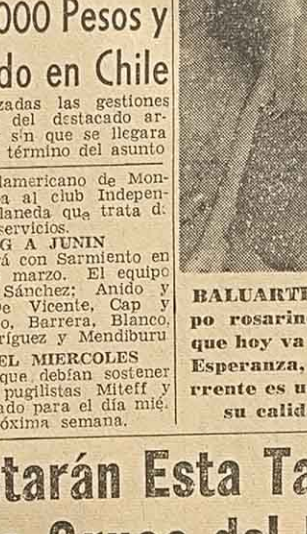 000 Pesos y
do en Chile
zadas las gestiones
del destacado ar-
sin que se llegara
término del asunto
lamericano de Mon-
a al club Indepen-
laneda que trata d:
servicios.
G A JUNIN
rá con Sarmiento en
marzo. El equipo
Sánchez; Anido y
De Vicente, Cap y
o, Barrera, Blanco,
ríguez y Mendiburu
EL MIERCOLES
que debían sostener
pugilistas Miteff y
ado para el día mié.
óxima semana.
BALUARTE
po rosarin
que hoy va
Esperanza,
rrente es u
su calid
tarán Esta Ta